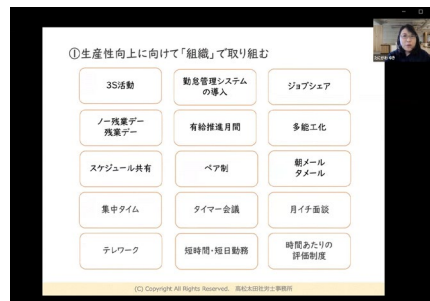 ①生産性向上に向けて「組織」で取り組む
3S活動
勤怠管理システム
の導入
ジョブシェア
ノー残業デー
残業デー
有給推進月間
多能工化
スケジュール共有
ペア制
朝メール
夕メール
集中タイム
タイマー会議
月イチ面談
テレワーク
短時間・短日勤務
時間あたりの
評価制度
(C) Copyright All Rights Reserved. 高松太田社労士事務所